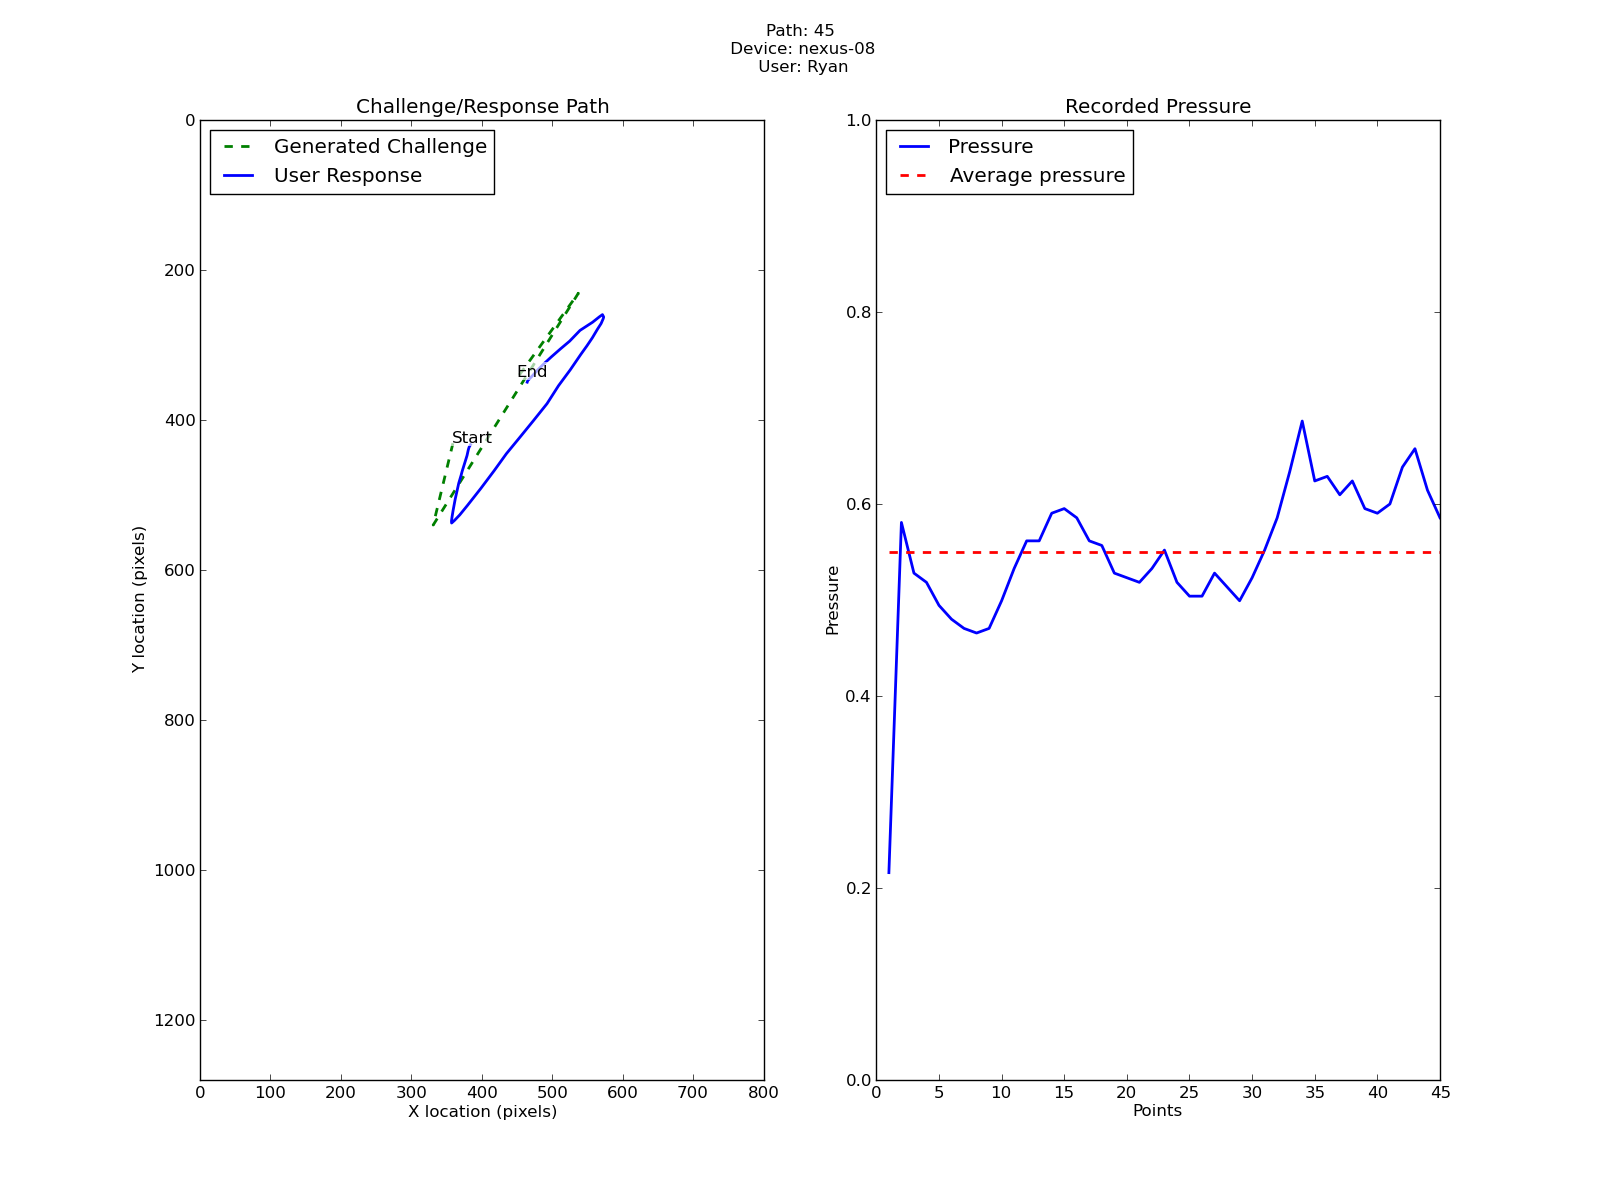 Path: 45
Device: nexus-08
User: Ryan
Challenge/Response Path
Generated Challenge
User Response
Start
End
0
200
400
600
800
1000
1200
Y location (pixels)
0 100 200 300 400 500 600 700 800
X location (pixels)
Recorded Pressure
Pressure
Average pressure
1.0
0.8
0.6
0.4
0.2
0.0
Pressure
0 5 10 15 20 25 30 35 40 45
Points